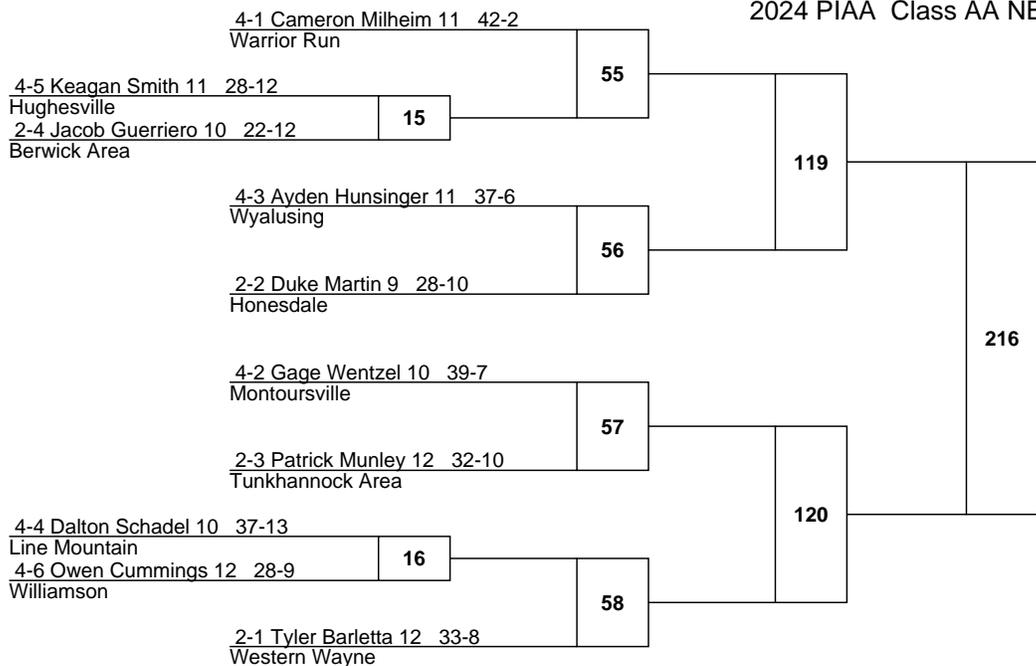 2024 PIAA Class AA NE
4-1 Cameron Milheim 11 42-2
Warrior Run
55
4-5 Keagan Smith 11 28-12
Hughesville
15
2-4 Jacob Guerriero 10 22-12
Berwick Area
119
4-3 Ayden Hunsinger 11 37-6
Wyalusing
56
2-2 Duke Martin 9 28-10
Honesdale
216
4-2 Gage Wentzel 10 39-7
Montoursville
57
2-3 Patrick Munley 12 32-10
Tunkhannock Area
120
4-4 Dalton Schadel 10 37-13
Line Mountain
16
4-6 Owen Cummings 12 28-9
Williamson
58
2-1 Tyler Barletta 12 33-8
Western Wayne